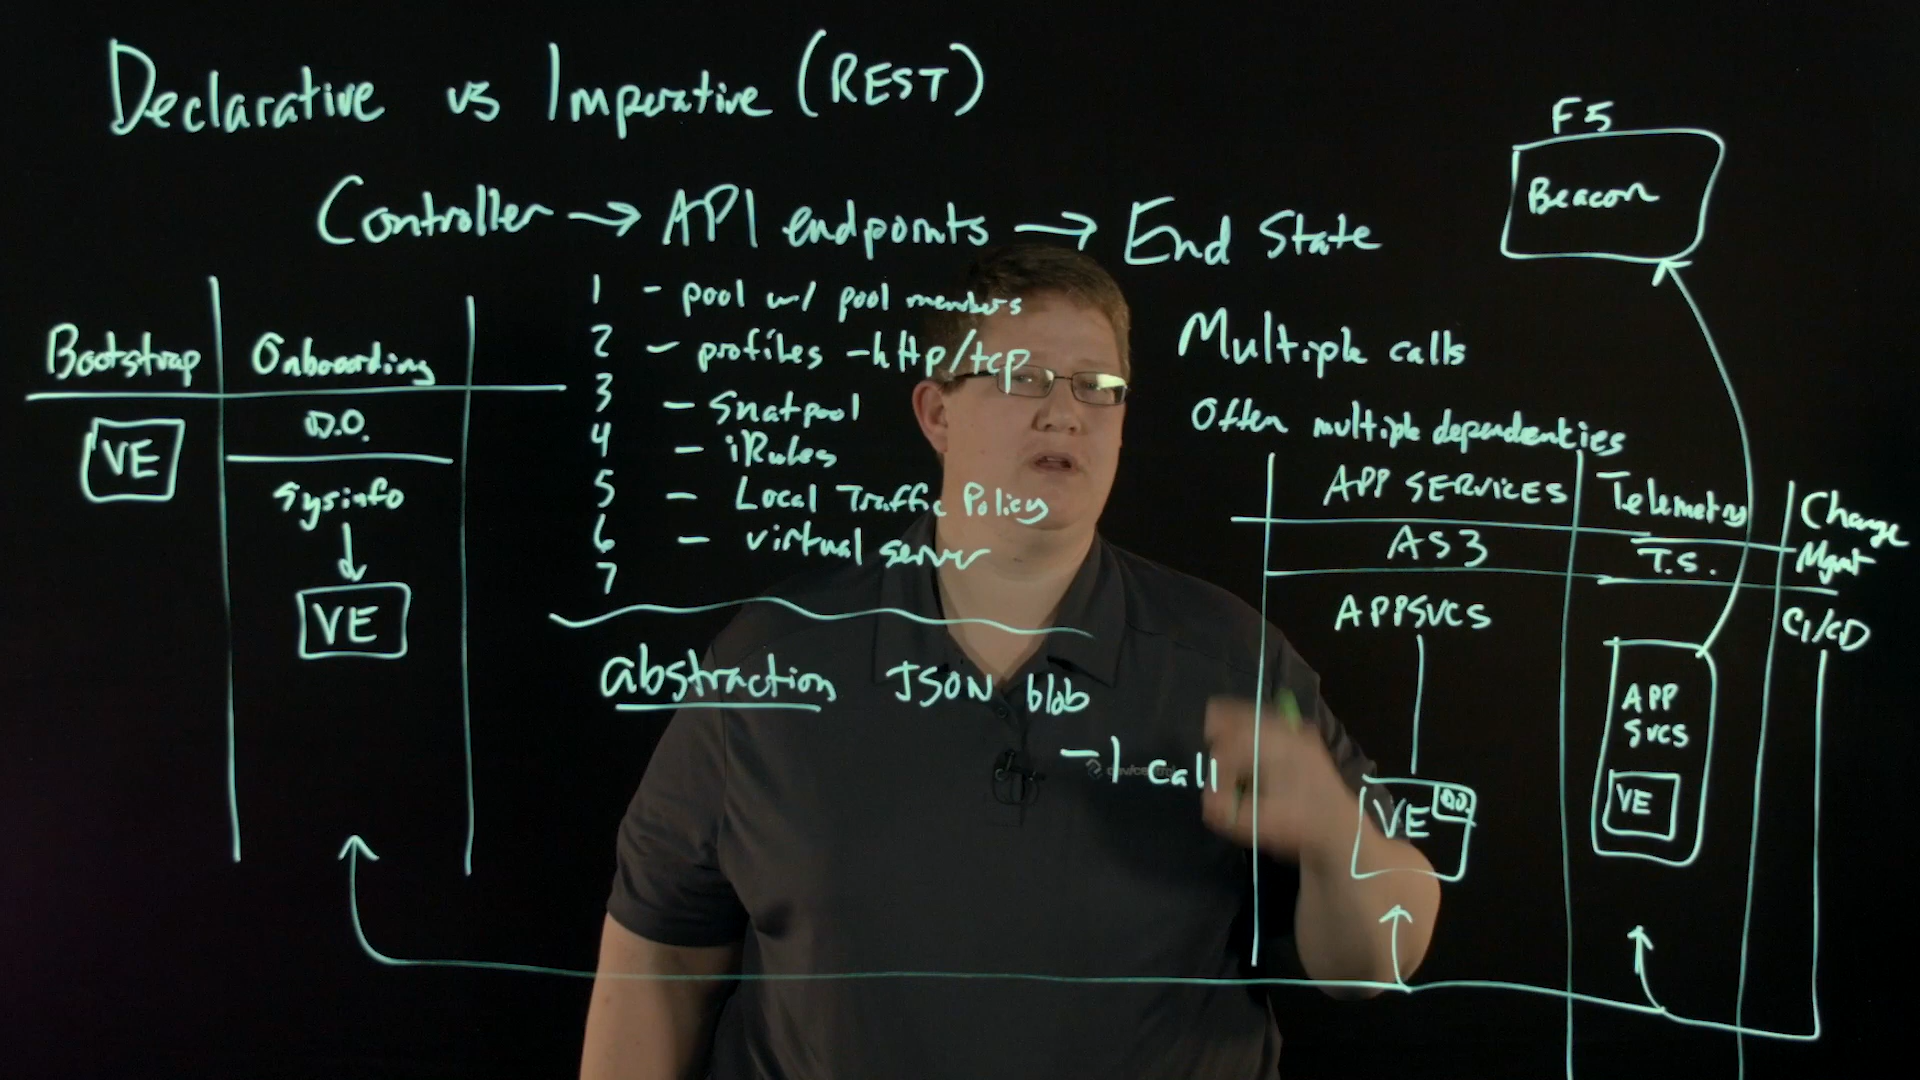 Declarative vs Imperative (REST)
F5
Beacon
Controller → API endpoints → End State
1 - pool w/ pool members
2 - profiles - http/tcp
3 - Snatpool
4 - iRules
5 - Local Traffic Policy
6 - virtual server
7
abstraction JSON blob
- 1 call
Multiple calls
Often multiple dependencies
Bootstrap
VE
Onboarding
D.O.
Sysinfo
VE
APP SERVICES
AS3
APPSVCS
VE
D.O.
Telemetry
T.S.
APP
SVCS
VE
Change
Mgmt
CI/CD